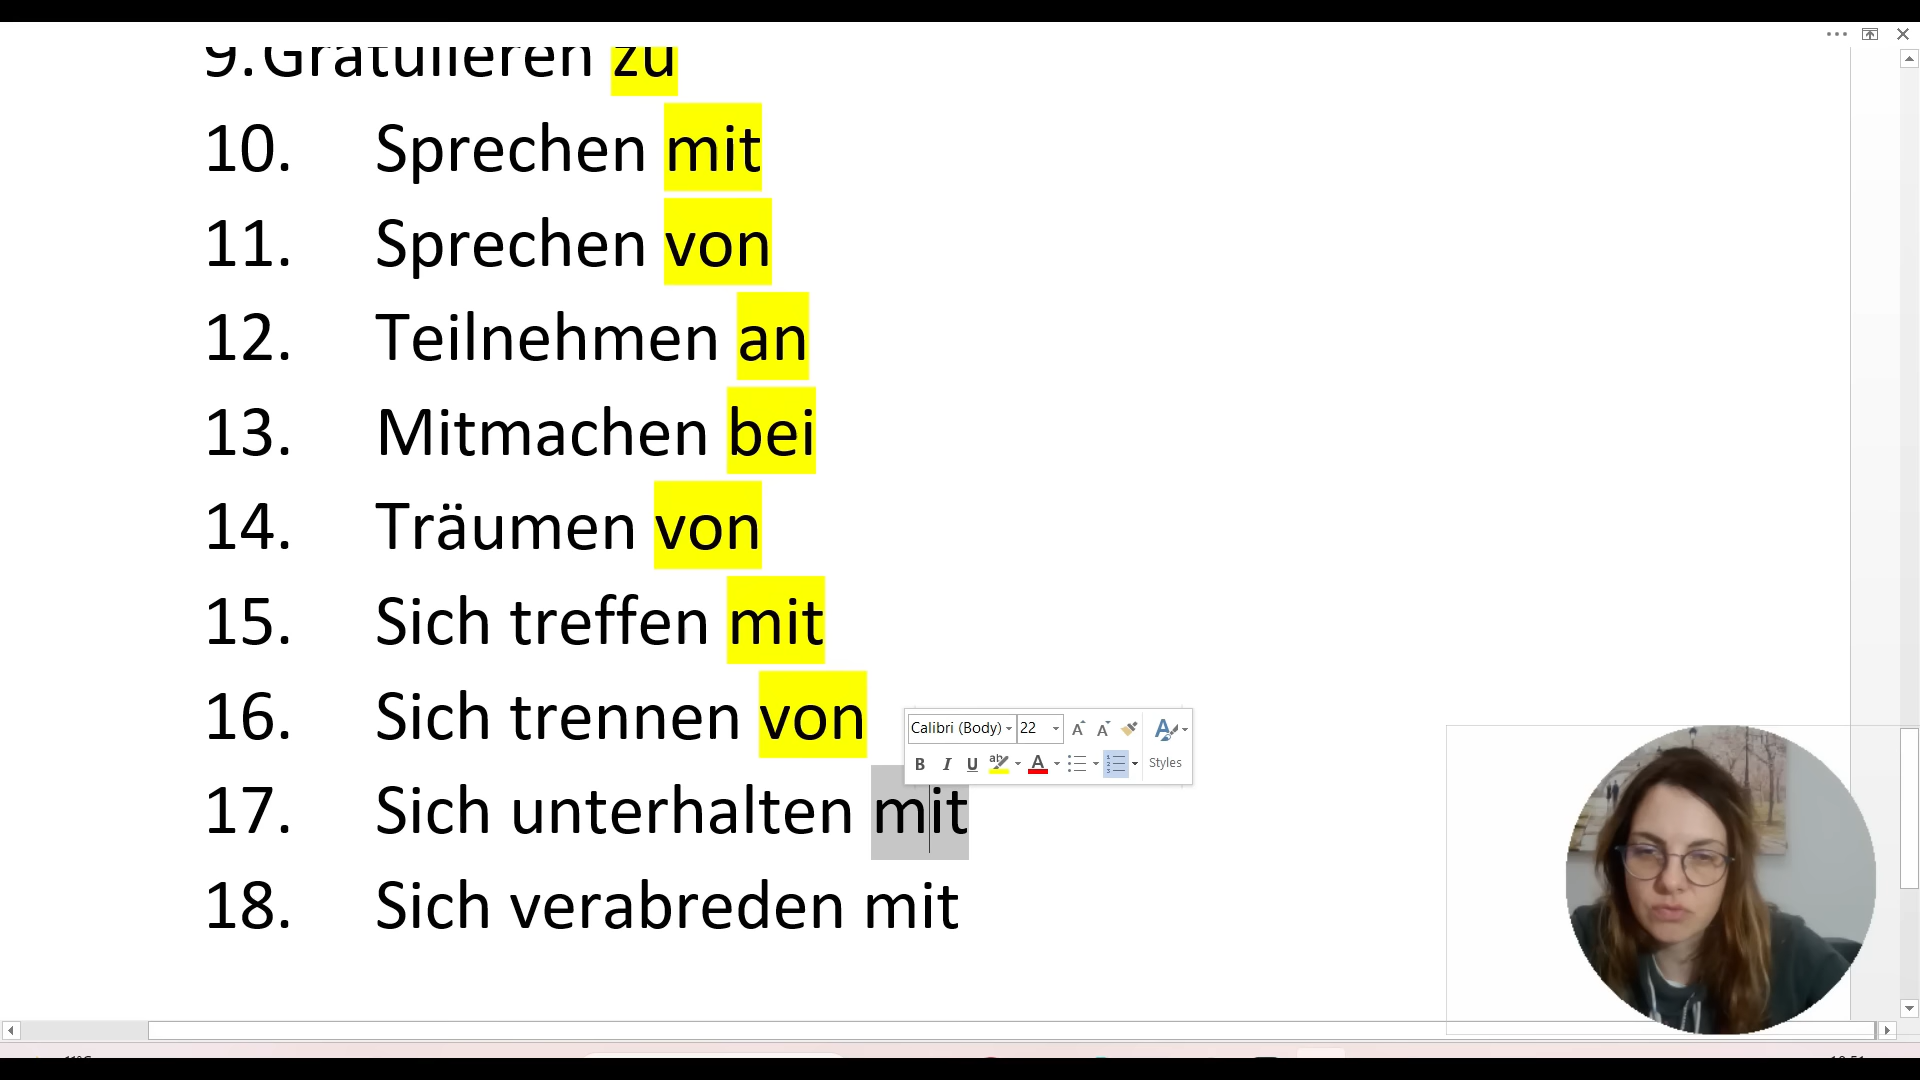 9. Gratulieren zu
10. Sprechen mit
11. Sprechen von
12. Teilnehmen an
13. Mitmachen bei
14. Träumen von
15. Sich treffen mit
16. Sich trennen von
Calibri (Body) 22
B I U Styles
17. Sich unterhalten mit
18. Sich verabreden mit